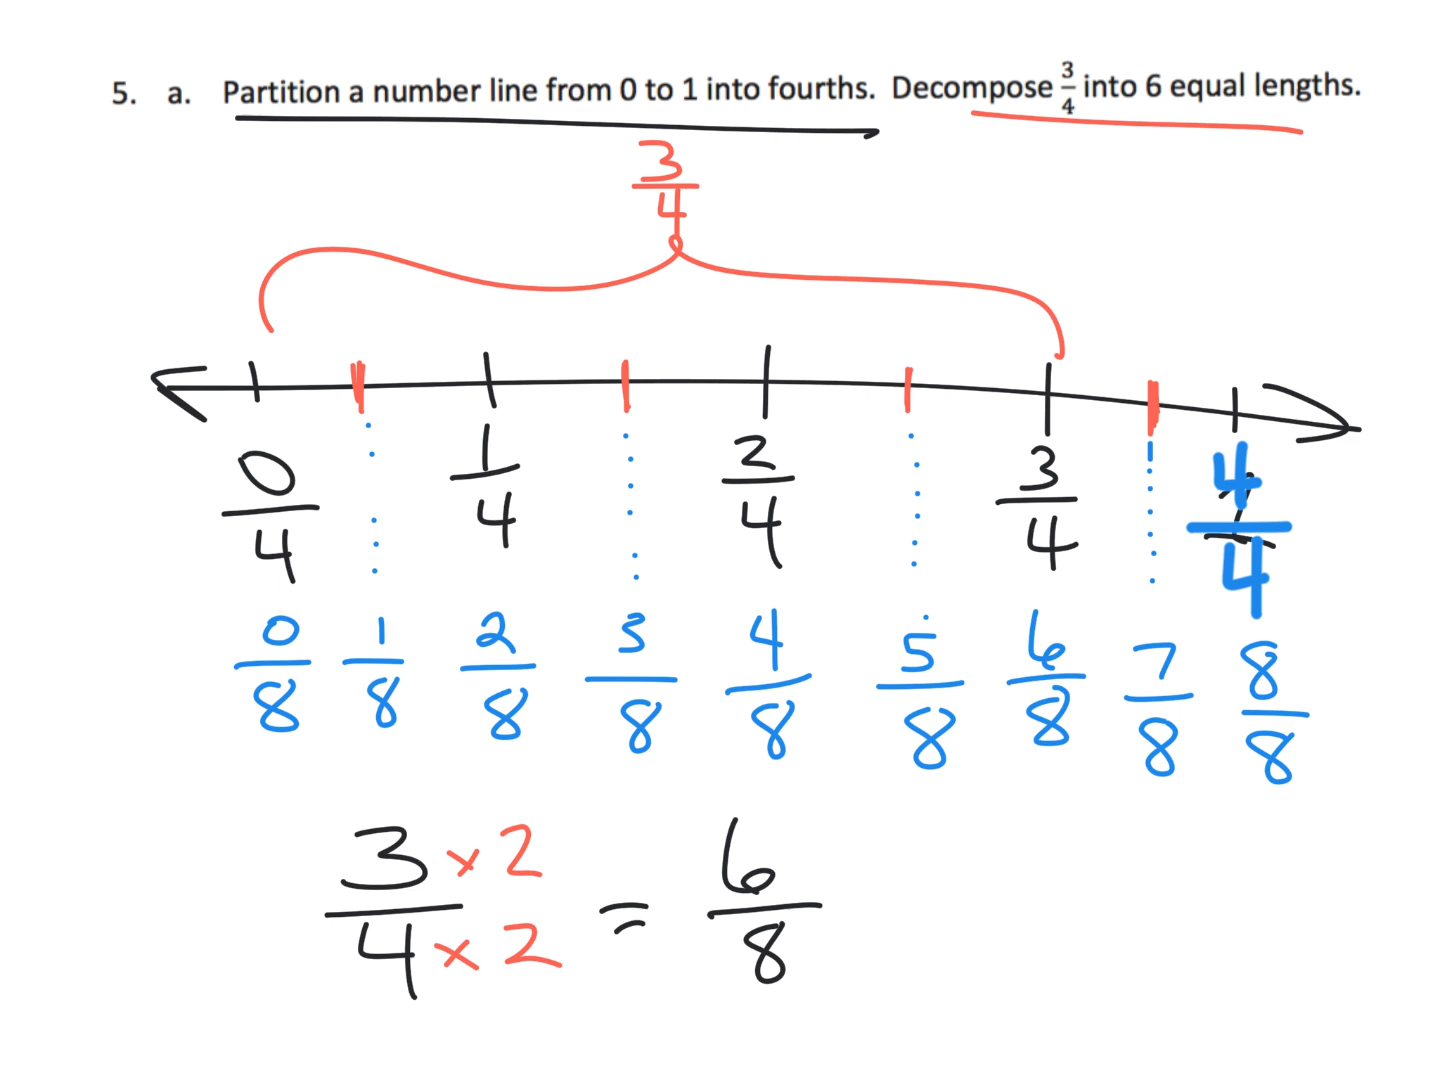 5. a. Partition a number line from 0 to 1 into fourths. Decompose 3/4 into 6 equal lengths.
3/4
0/4 1/4 2/4 3/4 4/4
0/8 1/8 2/8 3/8 4/8 5/8 6/8 7/8 8/8
3 × 2 / 4 × 2 = 6/8